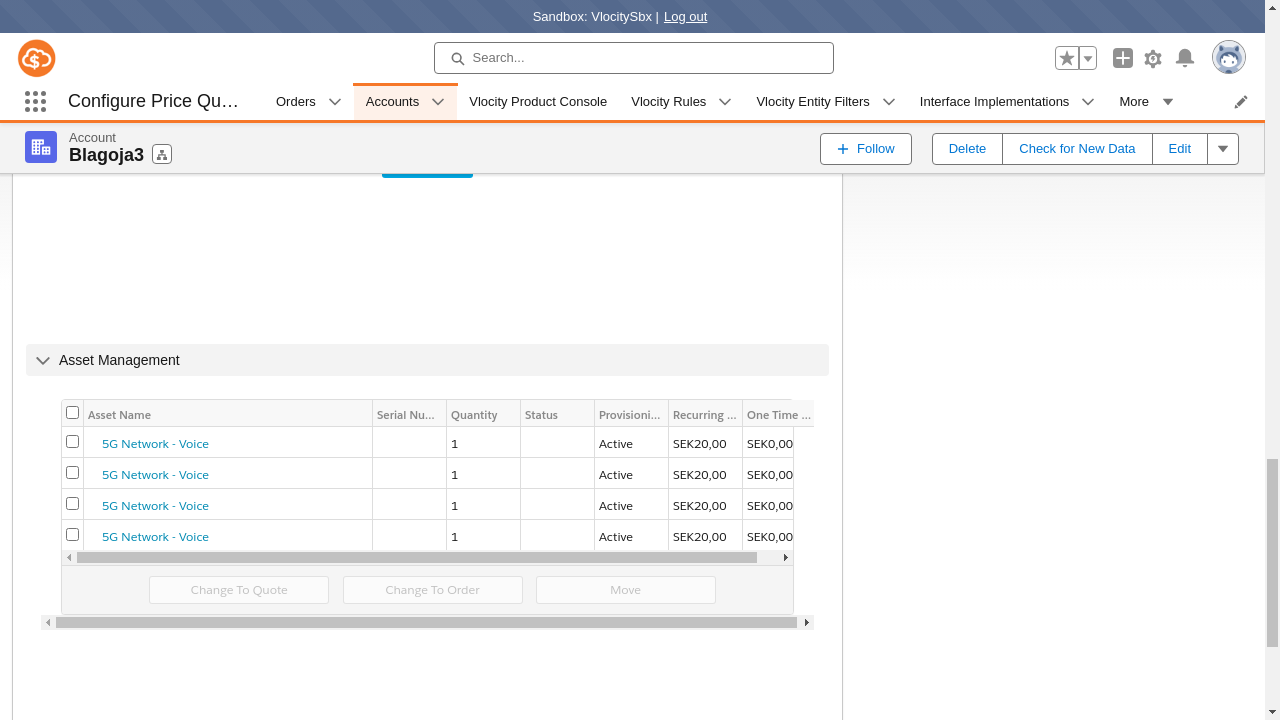 Sandbox: VlocitySbx | Log out
Search...
Configure Price Qu...
Orders
Accounts
Vlocity Product Console
Vlocity Rules
Vlocity Entity Filters
Interface Implementations
More
Account
Blagoja3
Follow
Delete
Check for New Data
Edit
Asset Management
Asset Name Serial Nu... Quantity Status Provisioni... Recurring ... One Time ...
5G Network - Voice 1 Active SEK20,00 SEK0,00
5G Network - Voice 1 Active SEK20,00 SEK0,00
5G Network - Voice 1 Active SEK20,00 SEK0,00
5G Network - Voice 1 Active SEK20,00 SEK0,00
Change To Quote
Change To Order
Move